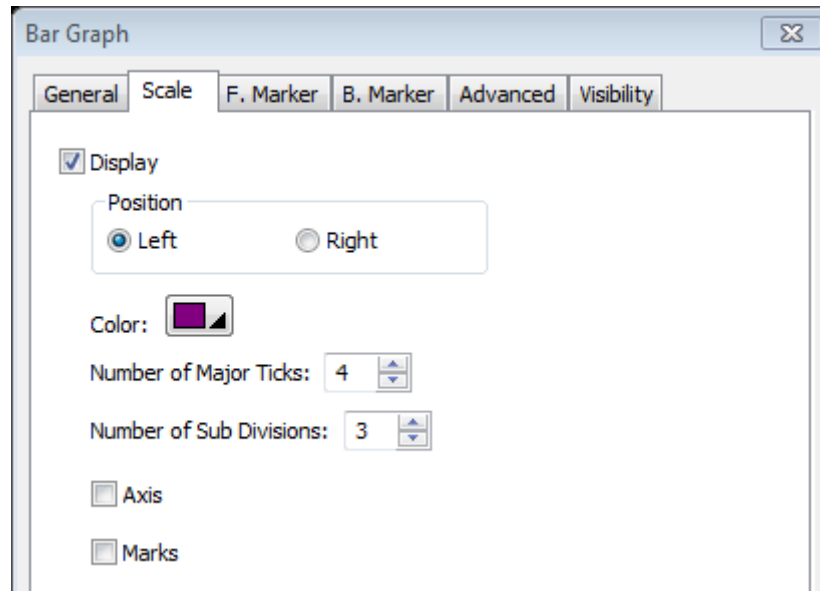 Bar Graph
General Scale F. Marker B. Marker Advanced Visibility
Display
Position
Left Right
Color:
Number of Major Ticks: 4
Number of Sub Divisions: 3
Axis
Marks